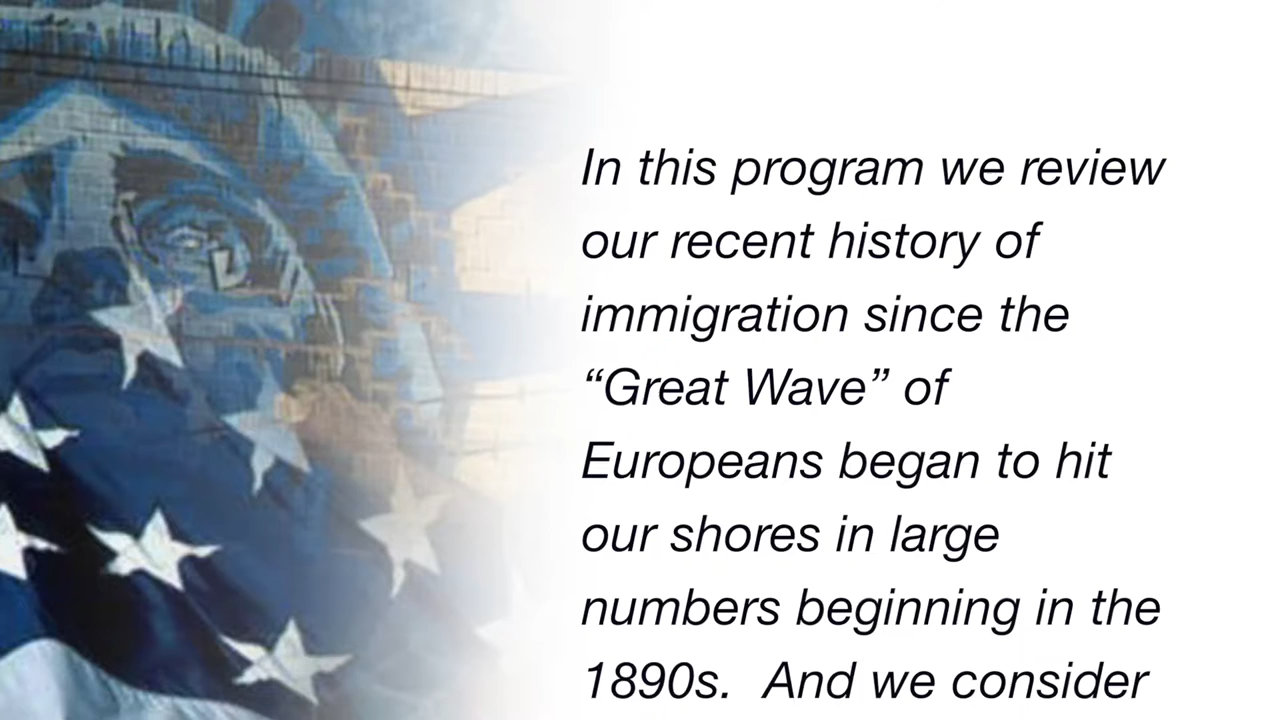 In this program we review
our recent history of
immigration since the
“Great Wave” of
Europeans began to hit
our shores in large
numbers beginning in the
1890s.  And we consider